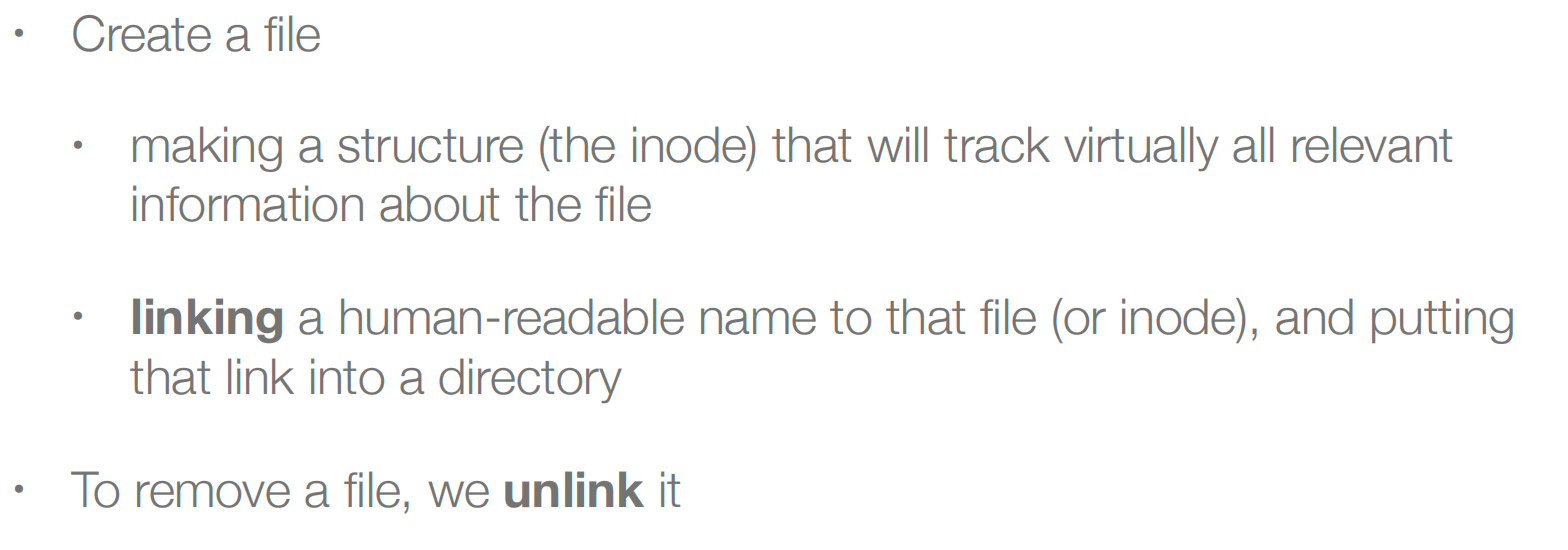 • Create a file
• making a structure (the inode) that will track virtually all relevant
information about the file
• linking a human-readable name to that file (or inode), and putting
that link into a directory
• To remove a file, we unlink it